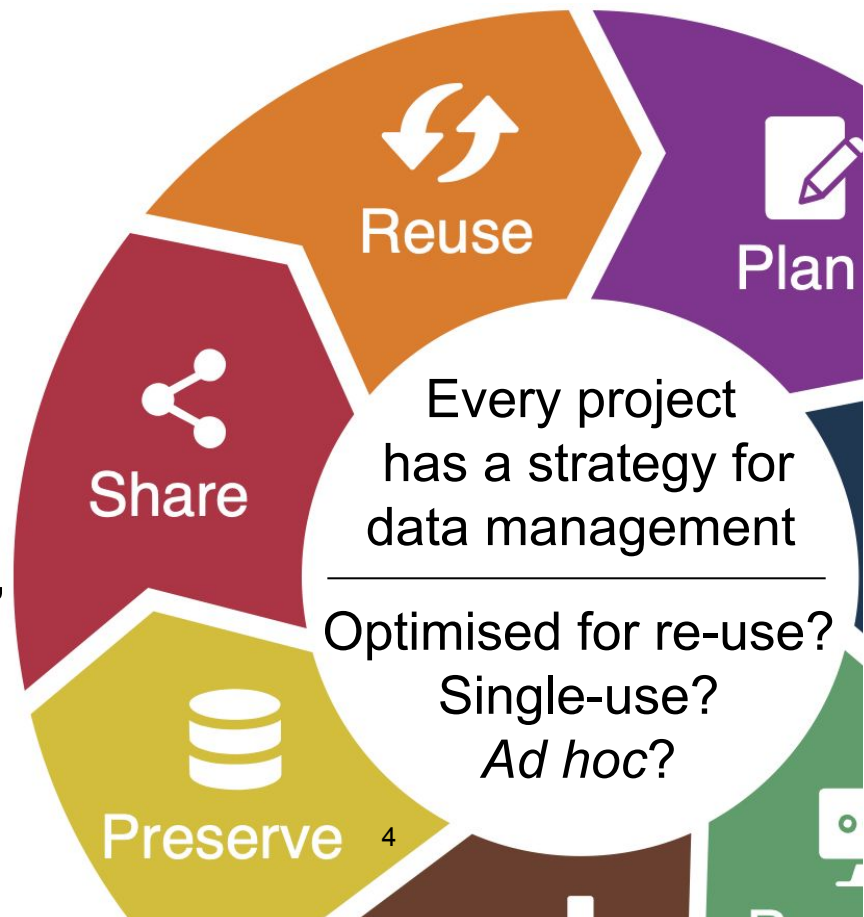 Reuse
Plan
Every project
has a strategy for
data management
Share
Optimised for re-use?
Single-use?
Ad hoc?
Preserve
4